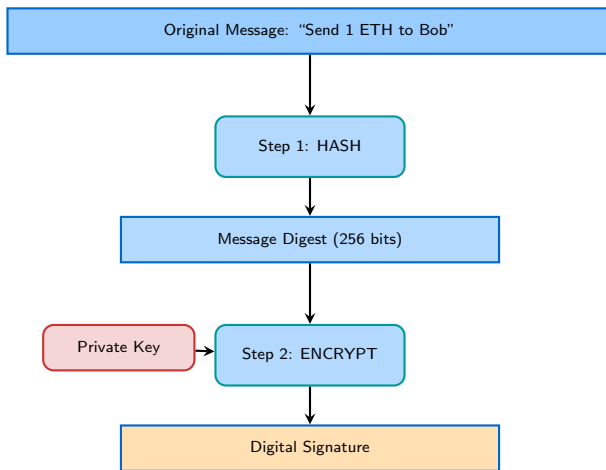 Original Message: “Send 1 ETH to Bob”
Step 1: HASH
Message Digest (256 bits)
Private Key
Step 2: ENCRYPT
Digital Signature